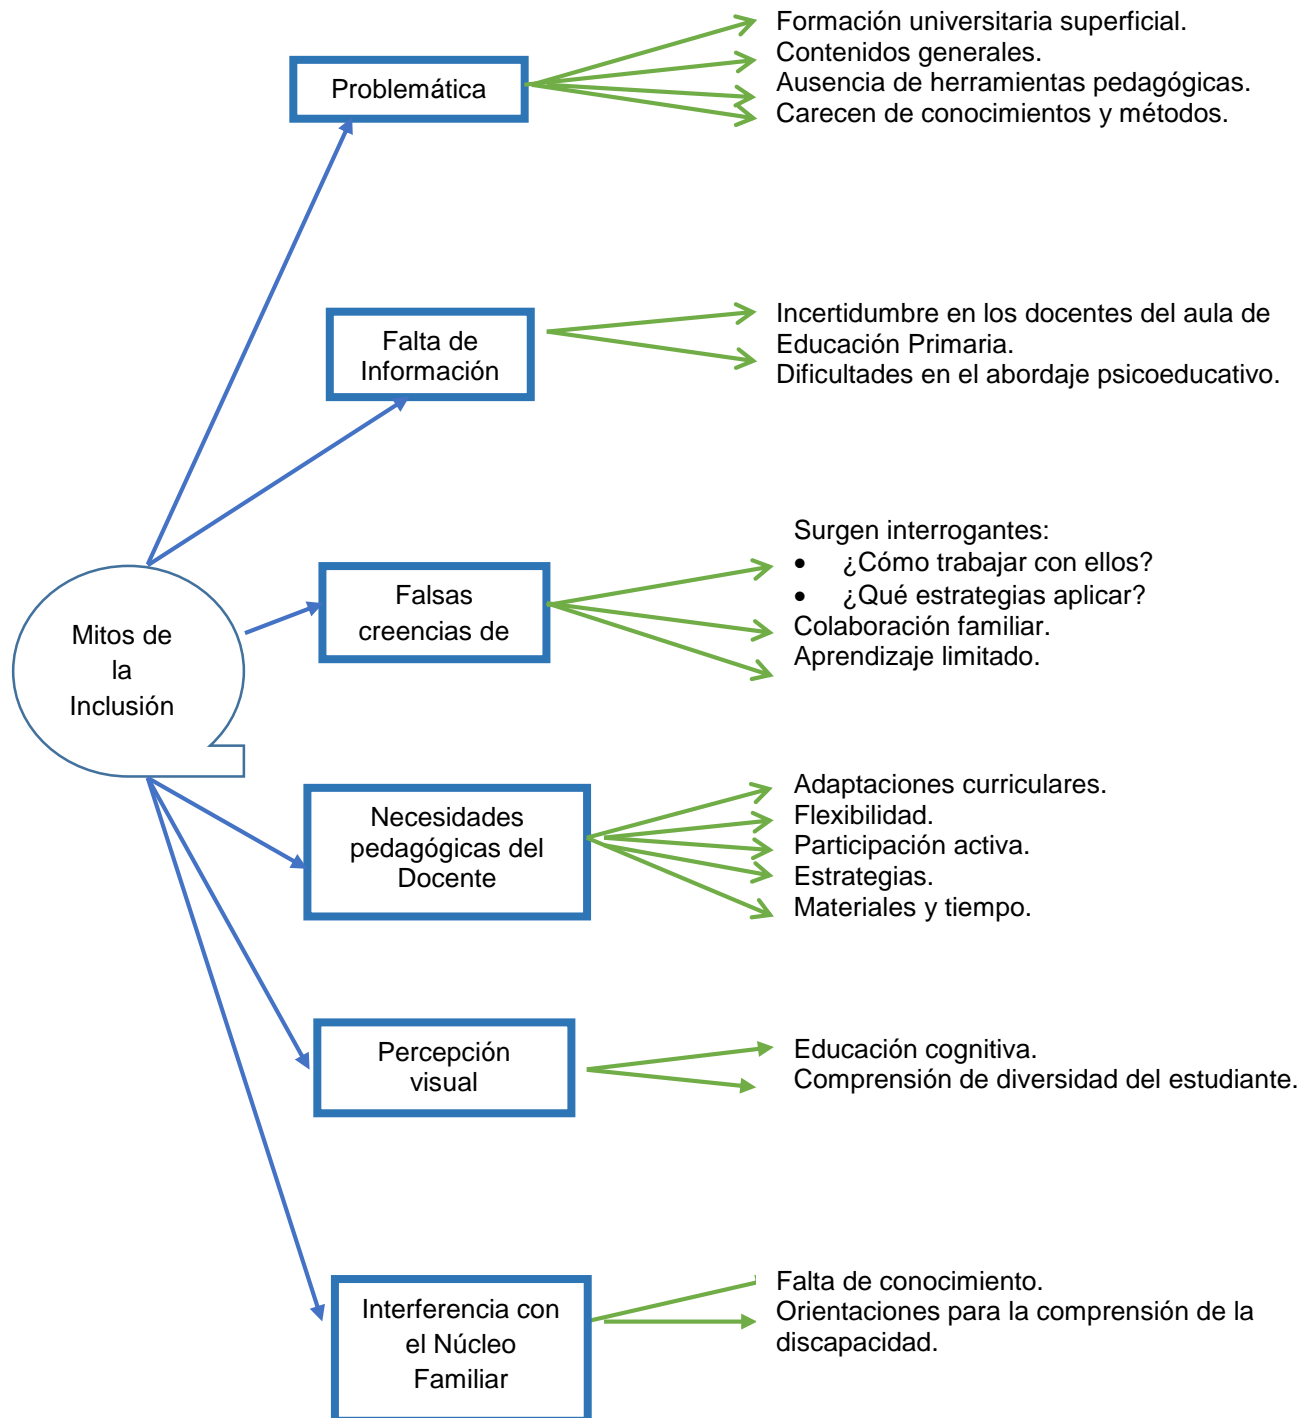 Problemática
Formación universitaria superficial.
Contenidos generales.
Ausencia de herramientas pedagógicas.
Carecen de conocimientos y métodos.
Falta de
Información
Incertidumbre en los docentes del aula de
Educación Primaria.
Dificultades en el abordaje psicoeducativo.
Mitos de
la
Inclusión
Falsas
creencias de
Surgen interrogantes:
• ¿Cómo trabajar con ellos?
• ¿Qué estrategias aplicar?
Colaboración familiar.
Aprendizaje limitado.
Necesidades
pedagógicas del
Docente
Adaptaciones curriculares.
Flexibilidad.
Participación activa.
Estrategias.
Materiales y tiempo.
Percepción
visual
Educación cognitiva.
Comprensión de diversidad del estudiante.
Interferencia con
el Núcleo
Familiar
Falta de conocimiento.
Orientaciones para la comprensión de la
discapacidad.